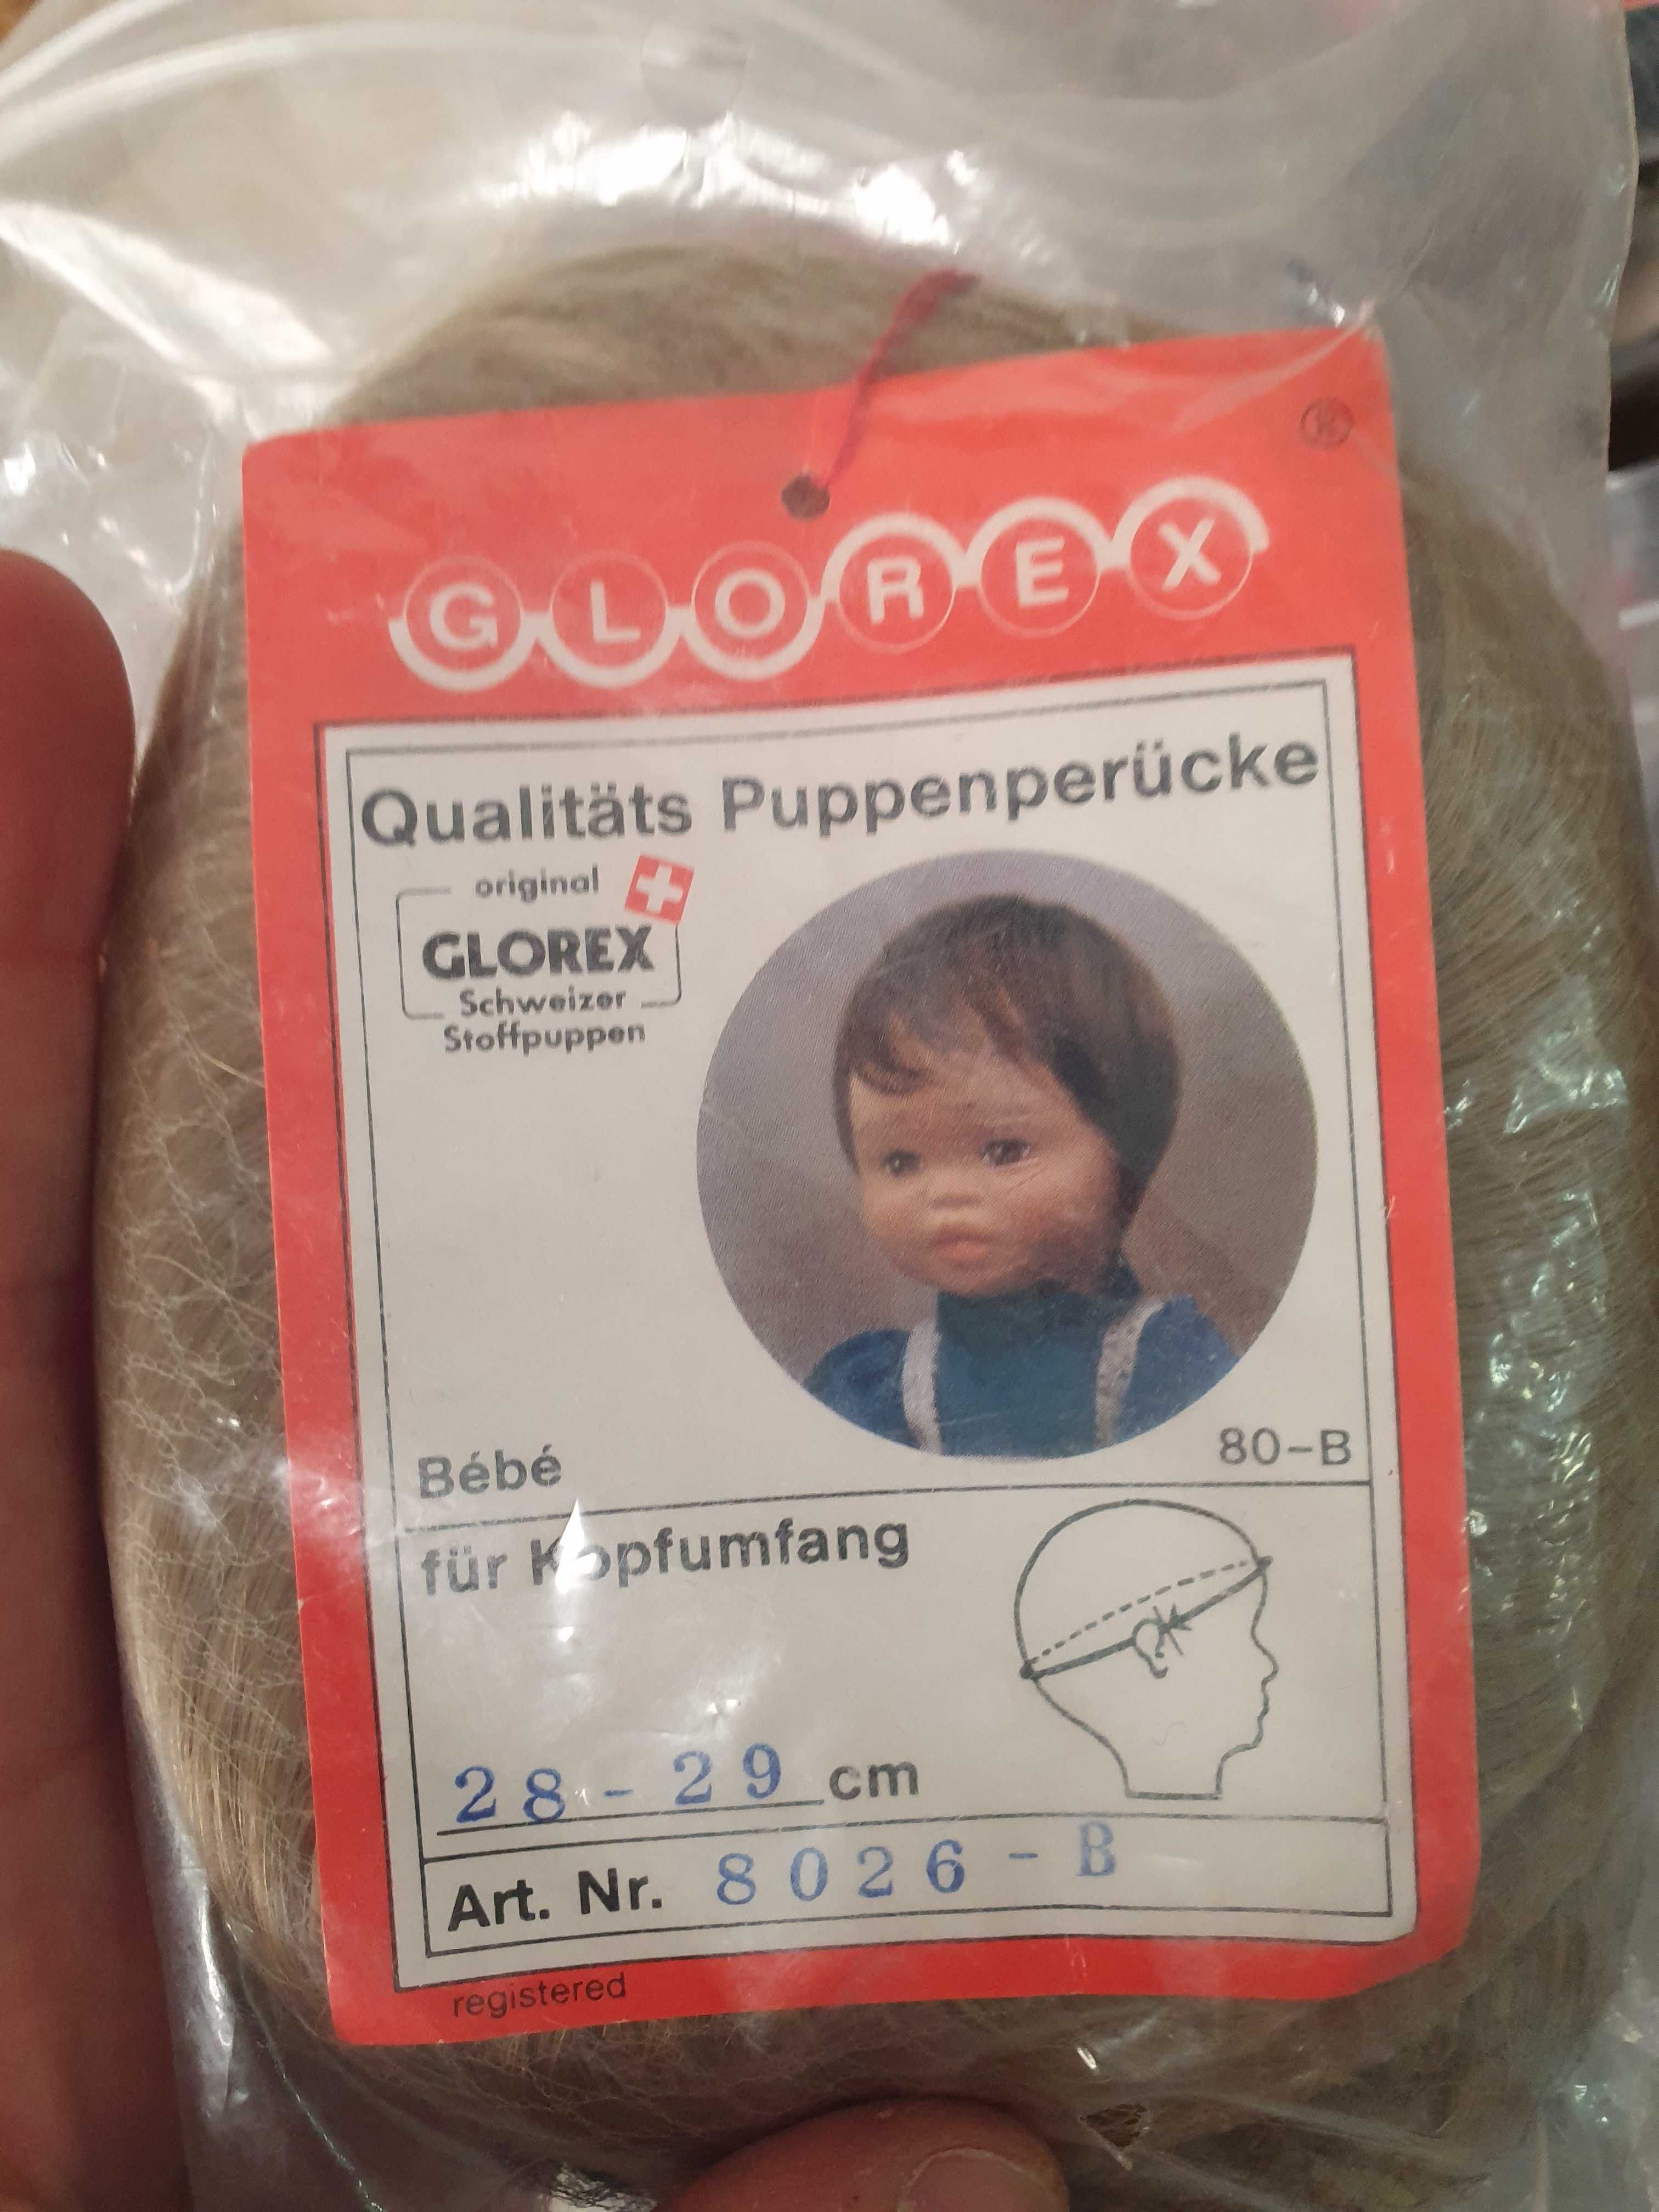 ®
GLOREX
Qualitäts Puppenperücke
original
GLOREX
Schweizer
Stoffpuppen
Bébé
80-B
für Kopfumfang
28-29 cm
Art. Nr. 8026-B
registered